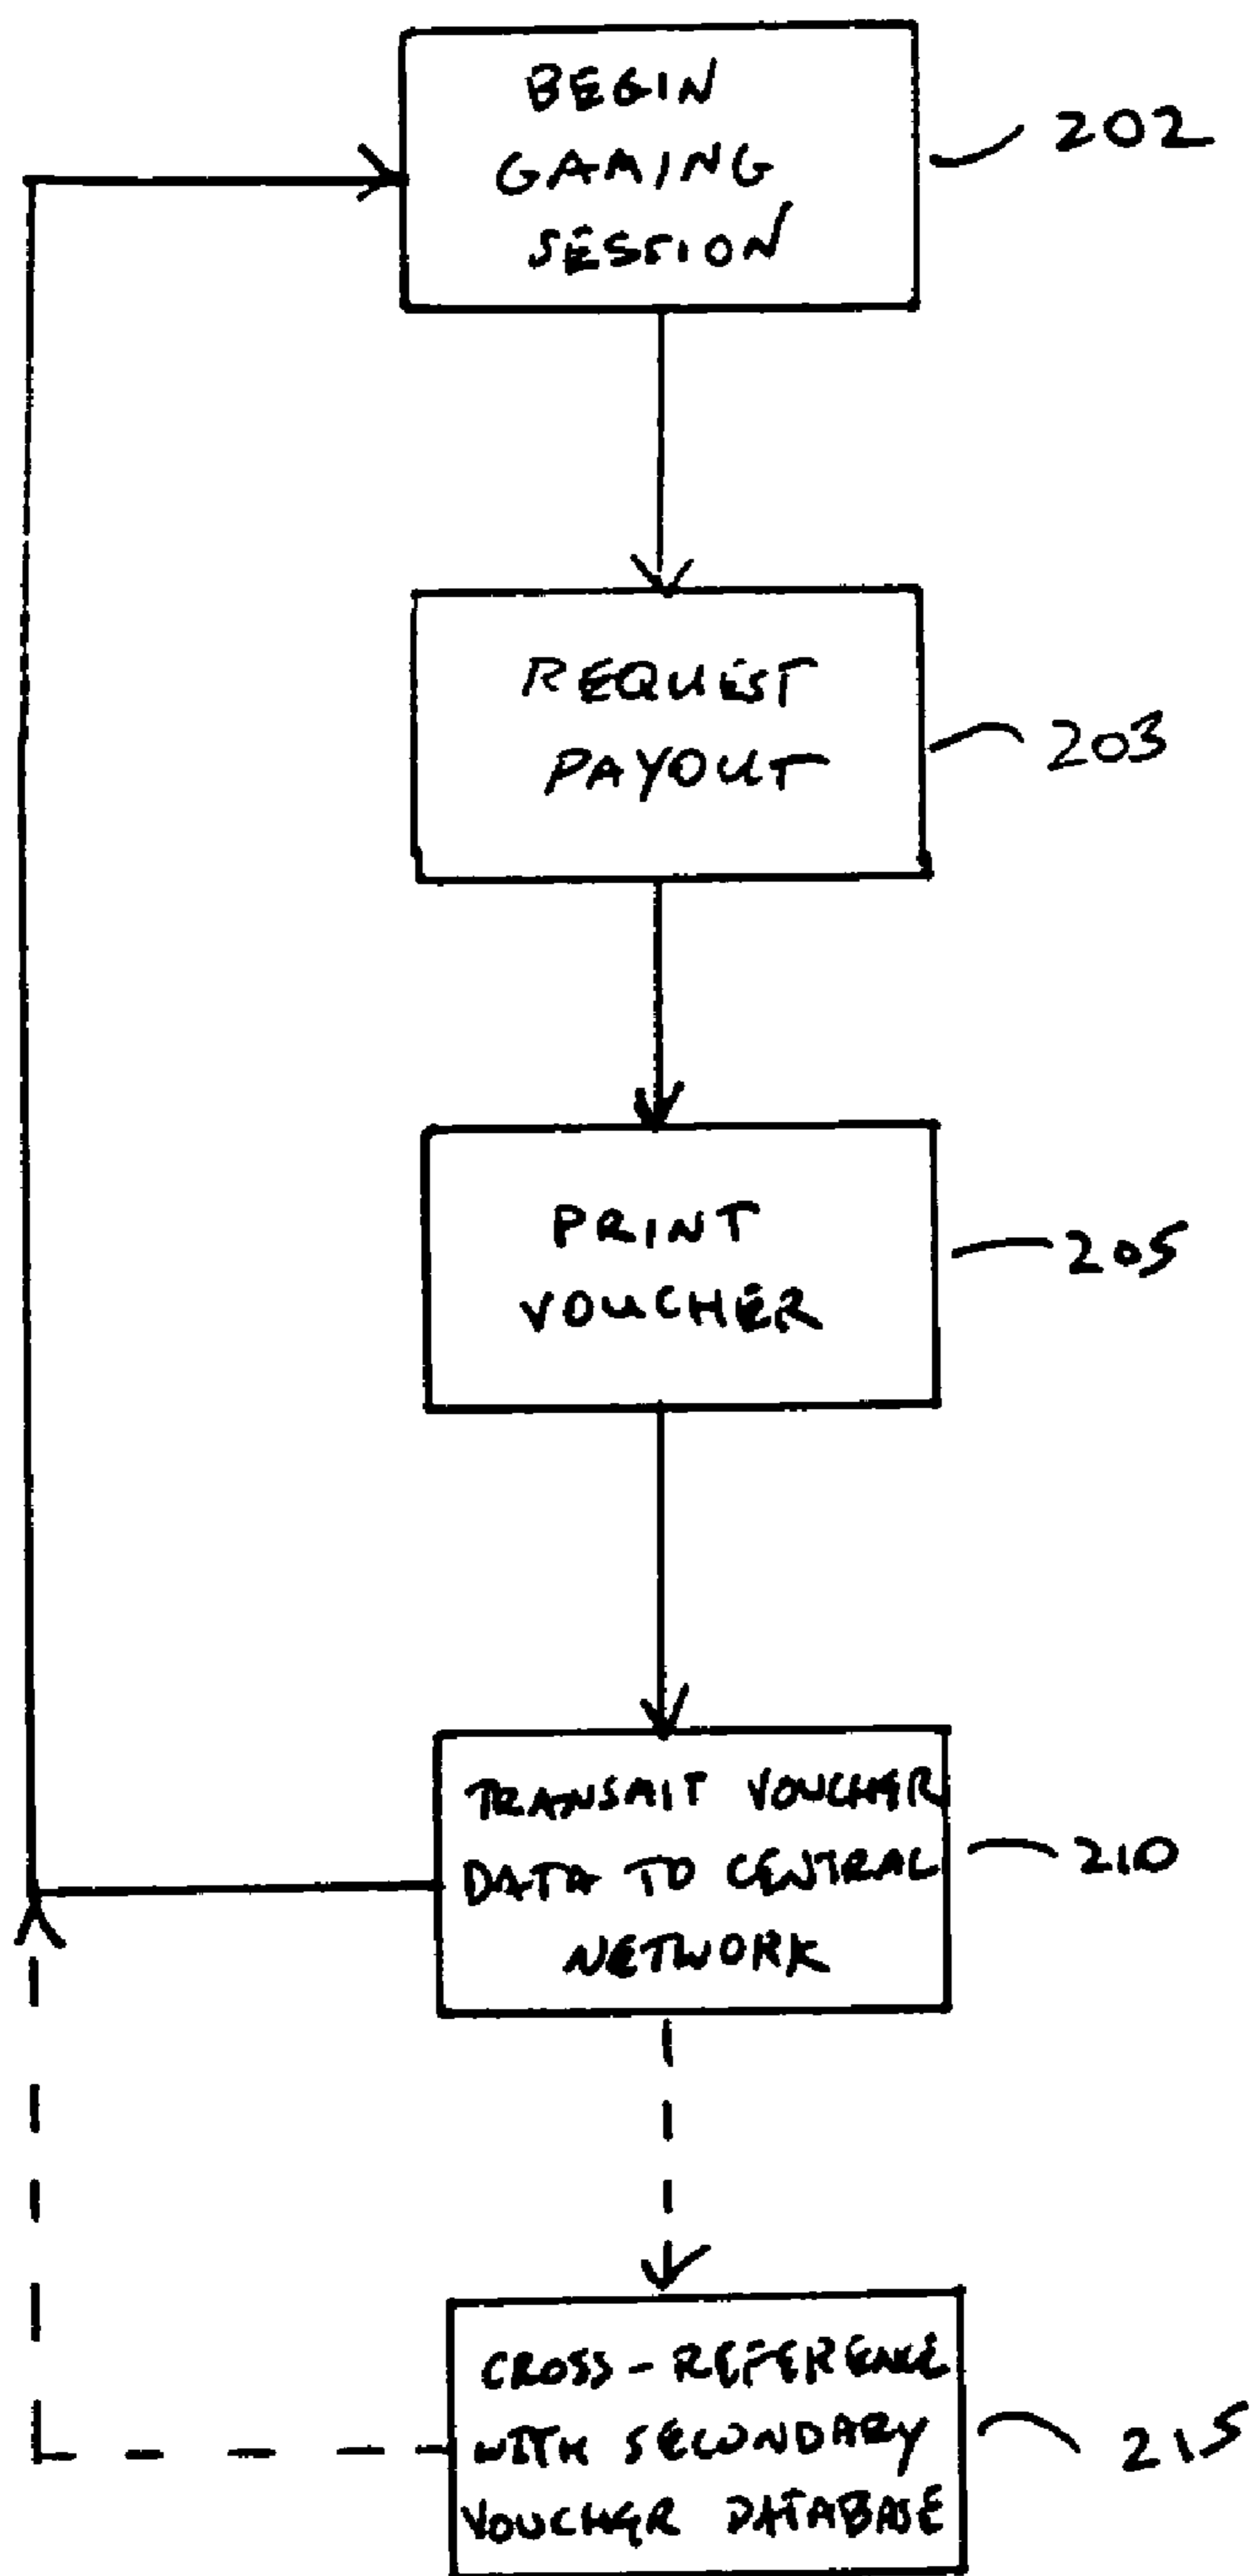 BEGIN
GAMING
SESSION
202
REQUEST
PAYOUT
203
PRINT
VOUCHER
205
TRANSMIT VOUCHER
DATA TO CENTRAL
NETWORK
210
CROSS-REFERENCE
WITH SECONDARY
VOUCHER DATABASE
215